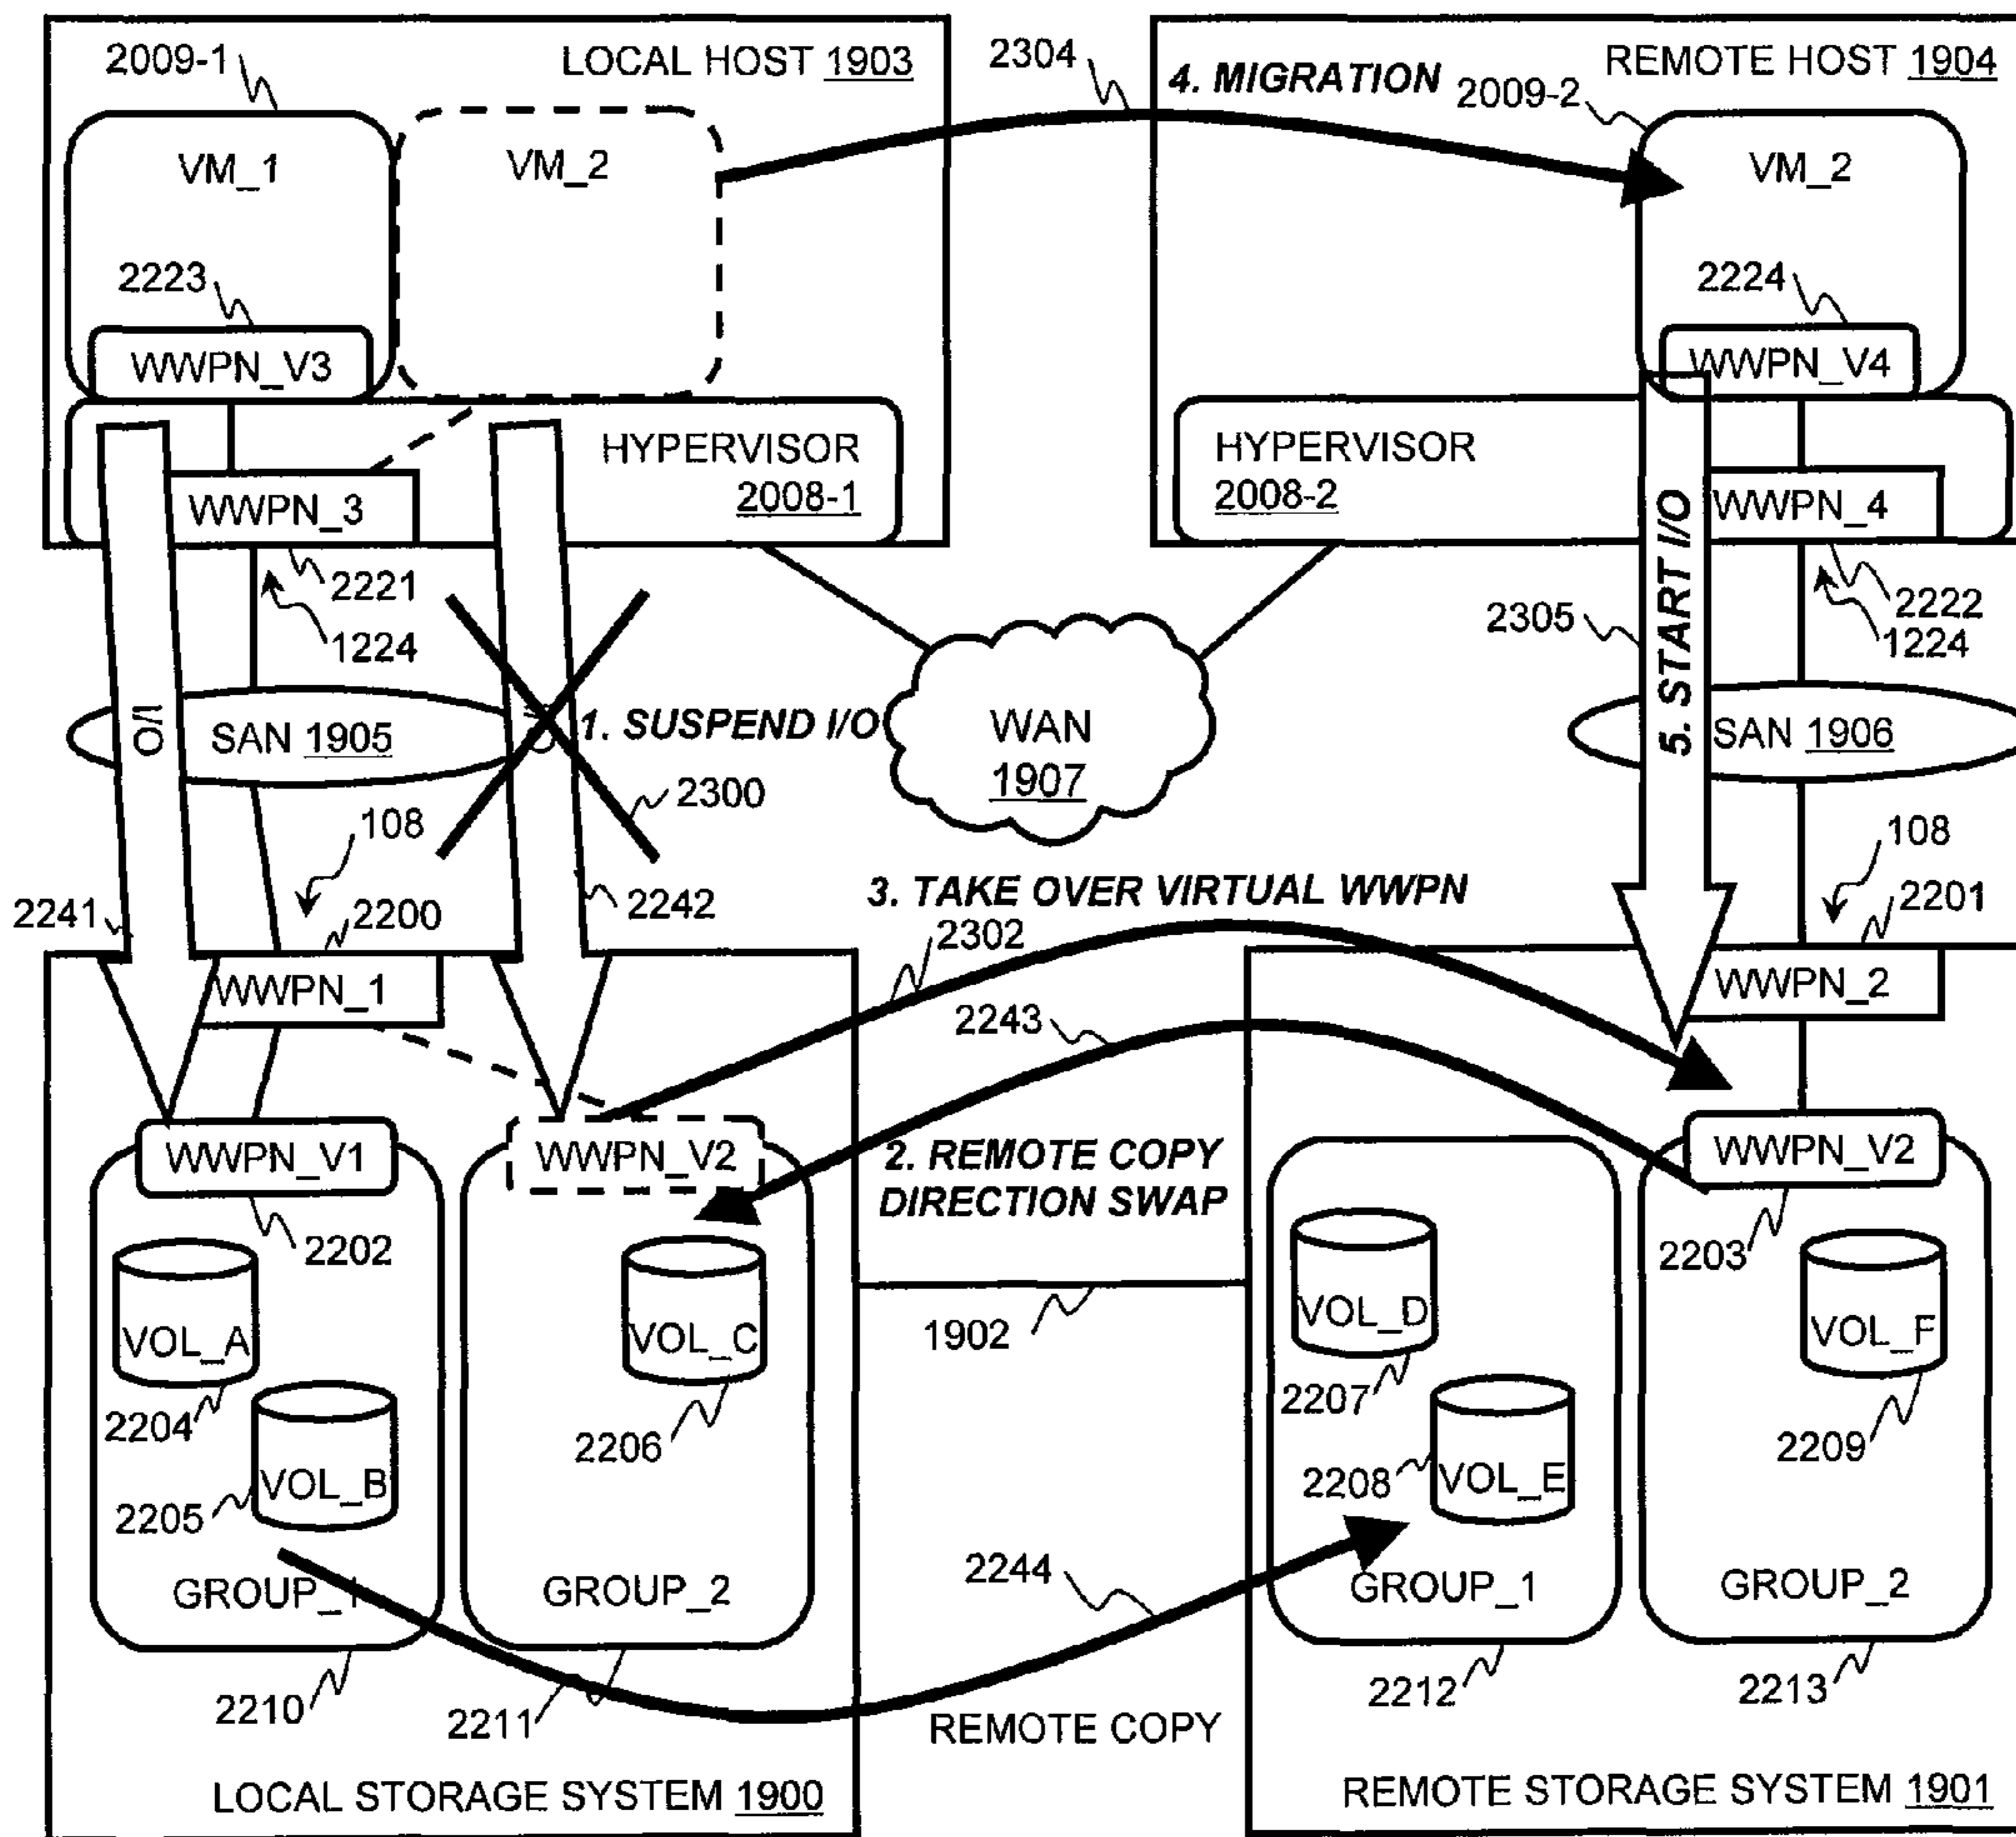 LOCAL HOST 1903
REMOTE HOST 1904
2009-1
2304
4. MIGRATION
2009-2
VM_1
VM_2
VM_2
2223
2224
WWPN_V3
WWPN_V4
HYPERVISOR
2008-1
HYPERVISOR
2008-2
WWPN_3
WWPN_4
2221
1224
2222
1224
2305
5. START I/O
I/O
SAN 1905
1. SUSPEND I/O
WAN
1907
SAN 1906
2300
108
108
2241
2200
2242
3. TAKE OVER VIRTUAL WWPN
2302
2201
WWPN_1
WWPN_2
2243
WWPN_V1
WWPN_V2
2. REMOTE COPY
DIRECTION SWAP
WWPN_V2
2202
2203
VOL_A
VOL_C
1902
VOL_D
VOL_F
2204
2206
2207
2209
2205
VOL_B
2208
VOL_E
2244
GROUP_1
GROUP_2
GROUP_1
GROUP_2
2210
2211
2212
2213
REMOTE COPY
LOCAL STORAGE SYSTEM 1900
REMOTE STORAGE SYSTEM 1901